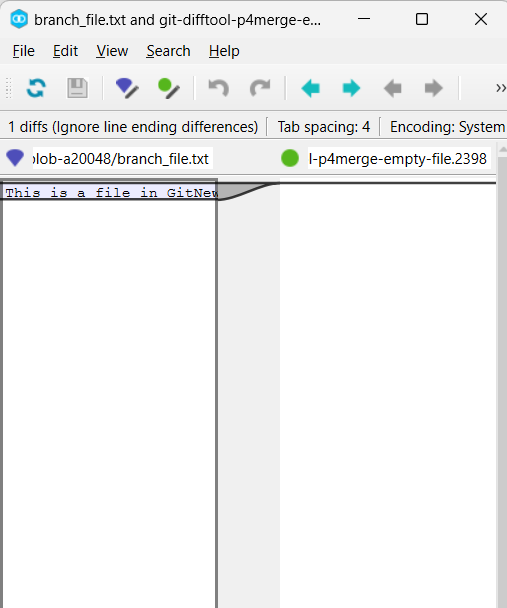 branch_file.txt and git-difftool-p4merge-e...
File Edit View Search Help
»
1 diffs (Ignore line ending differences) Tab spacing: 4 Encoding: System
lob-a20048/branch_file.txt l-p4merge-empty-file.2398
This is a file in GitNew